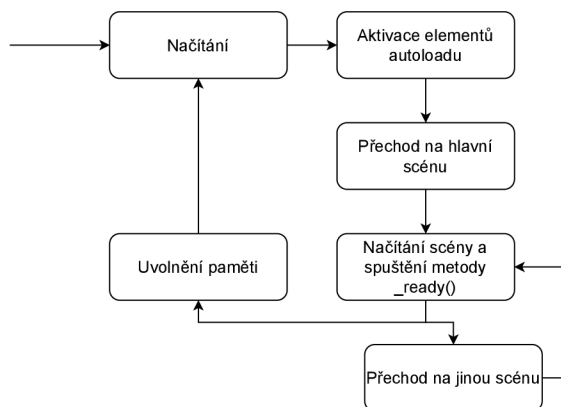 Načítání
Aktivace elementů
autoloadu
Přechod na hlavní
scénu
Uvolnění paměti
Načítání scény a
spuštění metody
_ready()
Přechod na jinou scénu